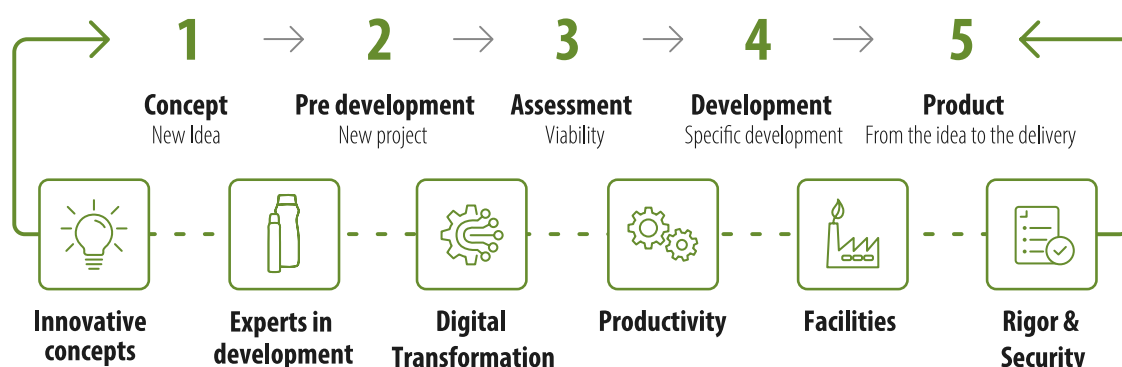 1 2 3 4 5
Concept Pre development Assessment Development Product
New Idea New project Viability Specific development From the idea to the delivery
Innovative concepts
Experts in development
Digital Transformation
Productivity
Facilities
Rigor & Security